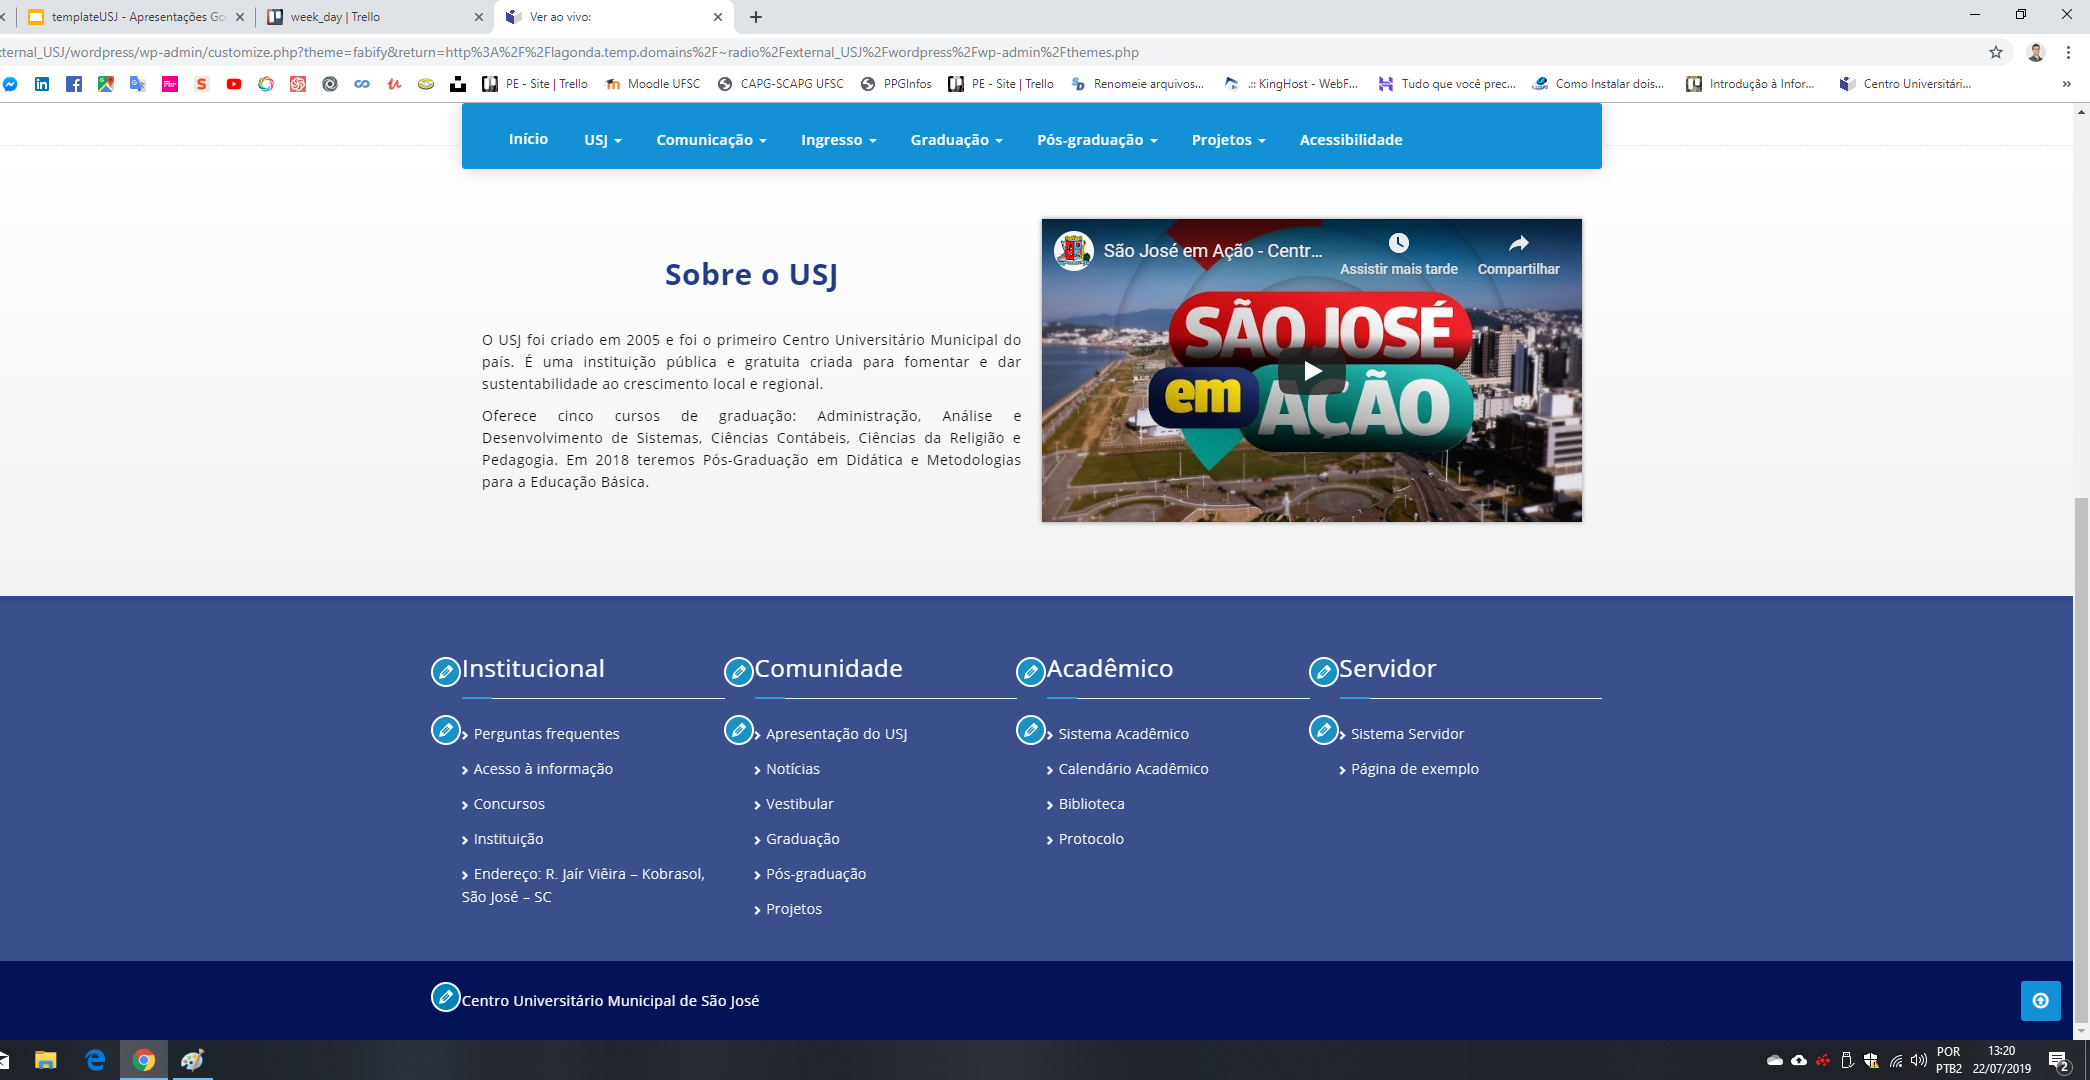 templateUSJ - Apresentações Go
week_day | Trello
Ver ao vivo:
ternal_USJ/wordpress/wp-admin/customize.php?theme=fabify&return=http%3A%2F%2Flagonda.temp.domains%2F~radio%2Fexternal_USJ%2Fwordpress%2Fwp-admin%2Fthemes.php
PE - Site | Trello
Moodle UFSC
CAPG-SCAPG UFSC
PPGInfos
PE - Site | Trello
Renomeie arquivos...
.:: KingHost - WebF...
Tudo que você prec...
Como Instalar dois...
Introdução à Infor...
Centro Universitári...
»
Início USJ Comunicação Ingresso Graduação Pós-graduação Projetos Acessibilidade
Sobre o USJ
O USJ foi criado em 2005 e foi o primeiro Centro Universitário Municipal do
país. É uma instituição pública e gratuita criada para fomentar e dar
sustentabilidade ao crescimento local e regional.
Oferece cinco cursos de graduação: Administração, Análise e
Desenvolvimento de Sistemas, Ciências Contábeis, Ciências da Religião e
Pedagogia. Em 2018 teremos Pós-Graduação em Didática e Metodologias
para a Educação Básica.
São José em Ação - Centr...
Assistir mais tarde
Compartilhar
SÃO JOSÉ
em AÇÃO
Institucional
Perguntas frequentes
Acesso à informação
Concursos
Instituição
Endereço: R. Jaír Viêira – Kobrasol,
São José – SC
Comunidade
Apresentação do USJ
Notícias
Vestibular
Graduação
Pós-graduação
Projetos
Acadêmico
Sistema Acadêmico
Calendário Acadêmico
Biblioteca
Protocolo
Servidor
Sistema Servidor
Página de exemplo
Centro Universitário Municipal de São José
POR
PTB2
13:20
22/07/2019
2